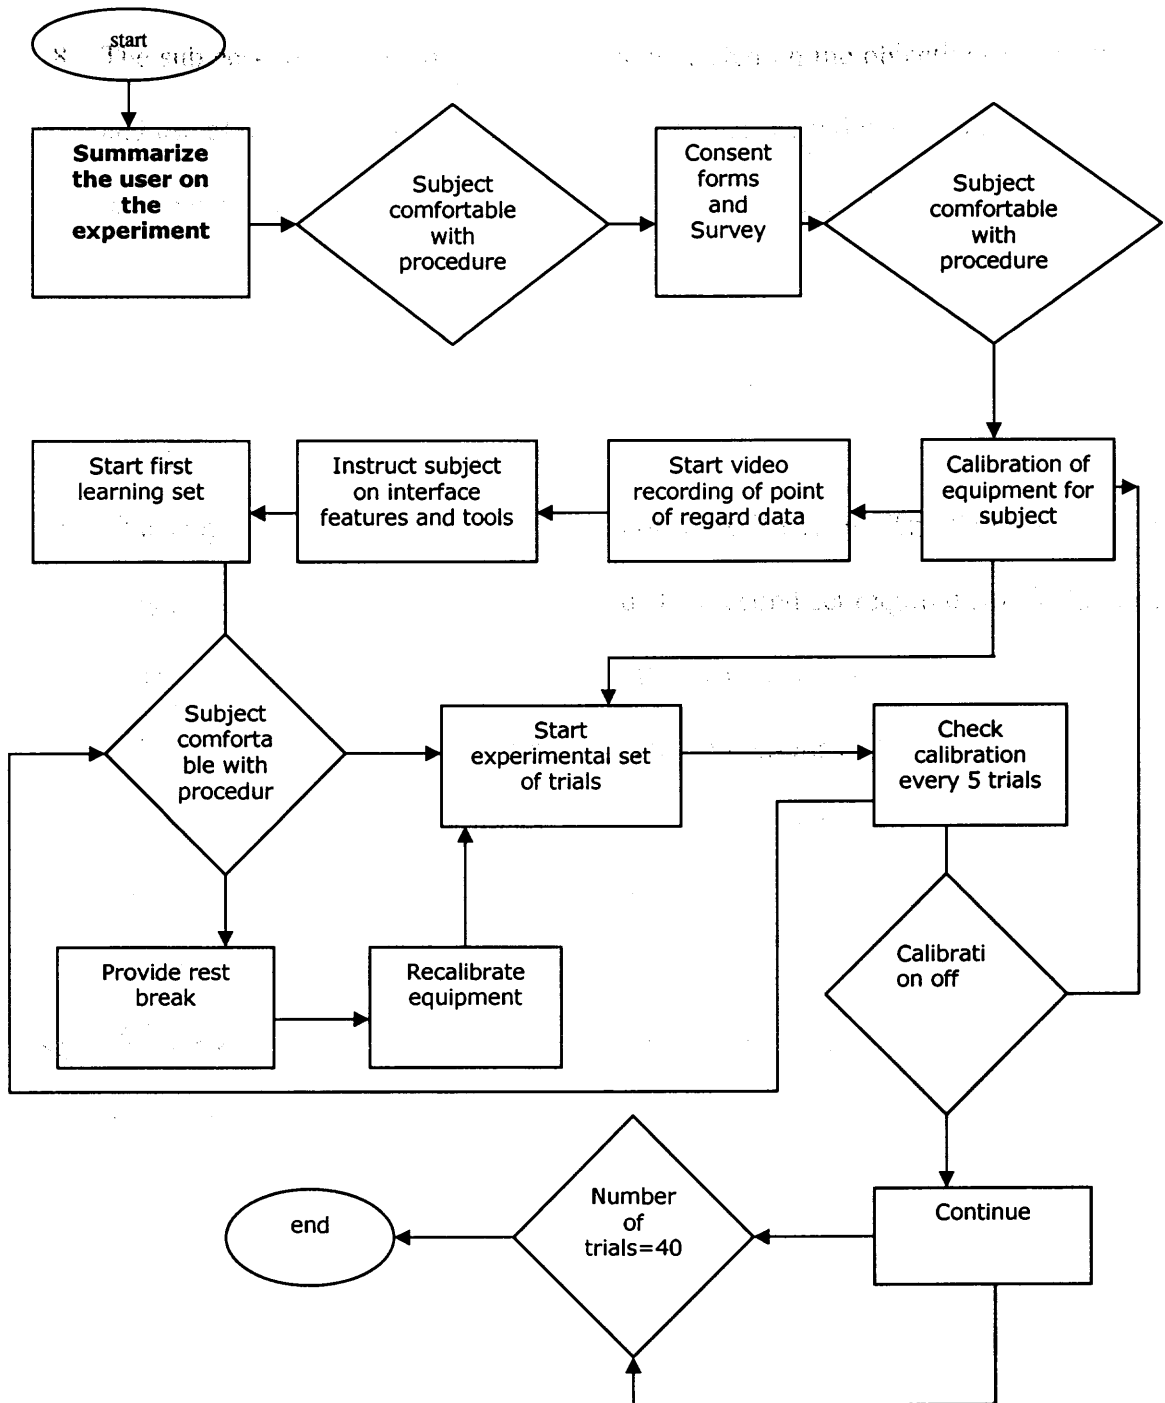 start
8. The sub
Summarize
the user on
the
experiment
Subject
comfortable
with
procedure
Consent
forms
and
Survey
Subject
comfortable
with
procedure
Start first
learning set
Instruct subject
on interface
features and tools
Start video
recording of point
of regard data
Calibration of
equipment for
subject
Subject
comforta
ble with
procedur
Start
experimental set
of trials
Check
calibration
every 5 trials
Provide rest
break
Recalibrate
equipment
Calibrati
on off
end
Number
of
trials=40
Continue